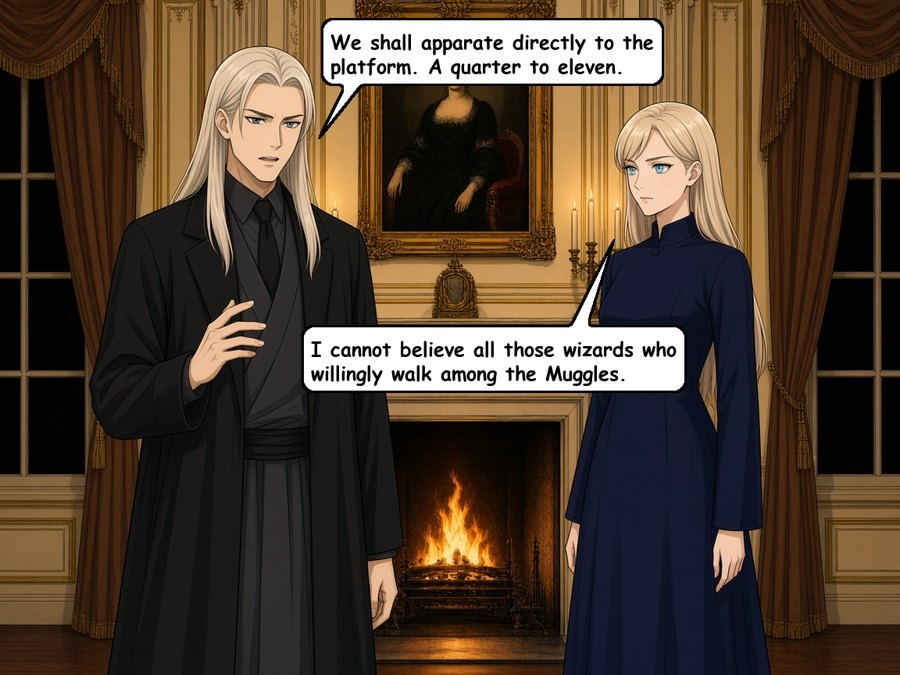 We shall apparate directly to the
platform. A quarter to eleven.
I cannot believe all those wizards who
willingly walk among the Muggles.